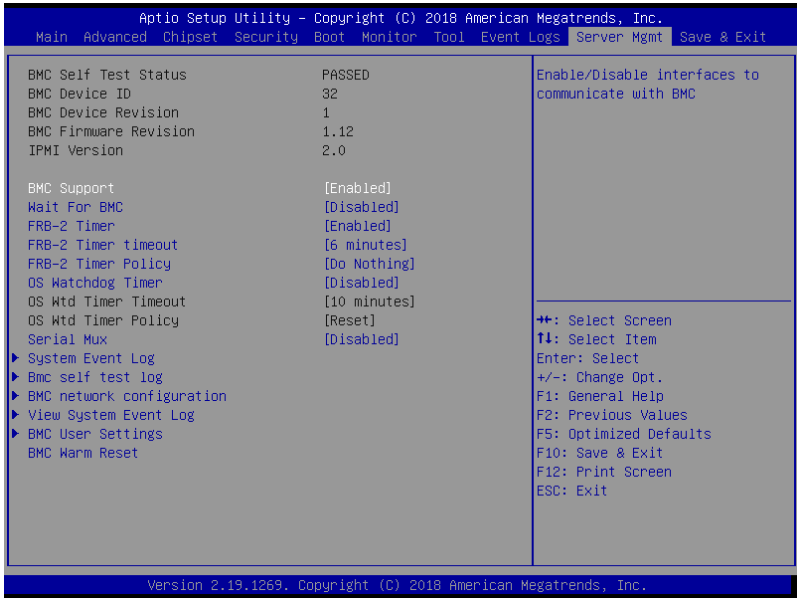 Aptio Setup Utility – Copyright (C) 2018 American Megatrends, Inc.
Main Advanced Chipset Security Boot Monitor Tool Event Logs Server Mgmt Save & Exit
BMC Self Test Status PASSED
BMC Device ID 32
BMC Device Revision 1
BMC Firmware Revision 1.12
IPMI Version 2.0
BMC Support [Enabled]
Wait For BMC [Disabled]
FRB-2 Timer [Enabled]
FRB-2 Timer timeout [6 minutes]
FRB-2 Timer Policy [Do Nothing]
OS Watchdog Timer [Disabled]
OS Wtd Timer Timeout [10 minutes]
OS Wtd Timer Policy [Reset]
Serial Mux [Disabled]
System Event Log
Bmc self test log
BMC network configuration
View System Event Log
BMC User Settings
BMC Warm Reset
Enable/Disable interfaces to
communicate with BMC
→←: Select Screen
↑↓: Select Item
Enter: Select
+/-: Change Opt.
F1: General Help
F2: Previous Values
F5: Optimized Defaults
F10: Save & Exit
F12: Print Screen
ESC: Exit
Version 2.19.1269. Copyright (C) 2018 American Megatrends, Inc.